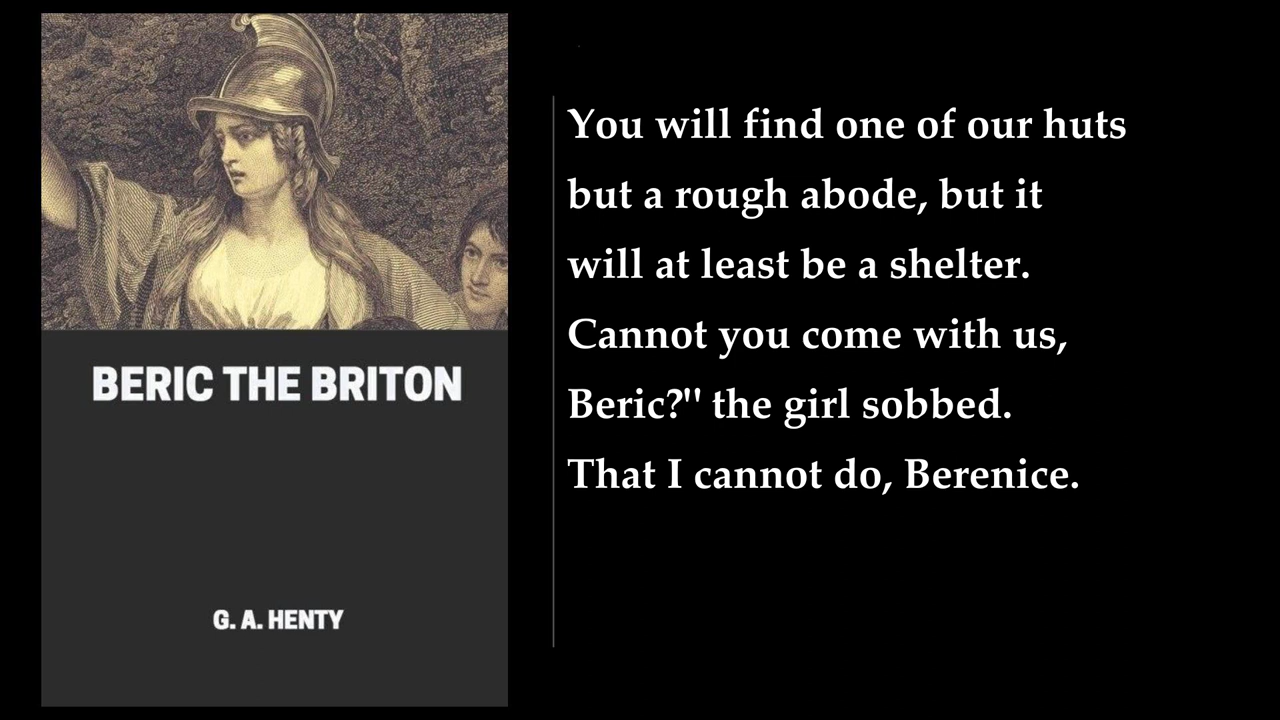 BERIC THE BRITON
G. A. HENTY
You will find one of our huts
but a rough abode, but it
will at least be a shelter.
Cannot you come with us,
Beric?" the girl sobbed.
That I cannot do, Berenice.